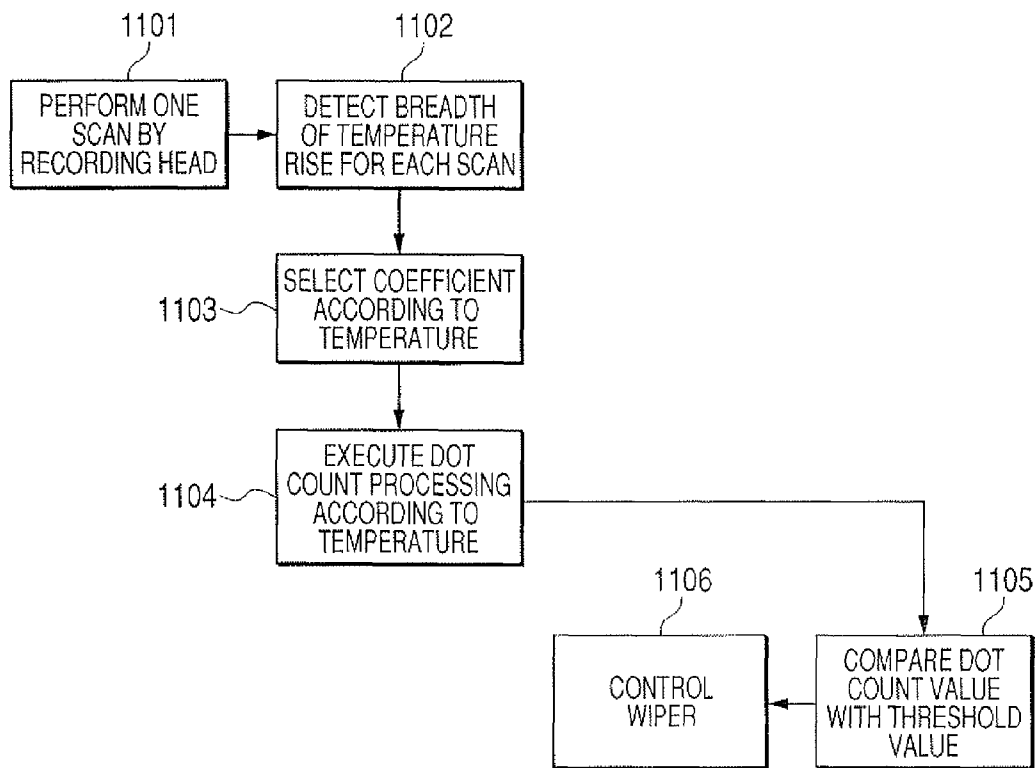 1101
PERFORM ONE
SCAN BY
RECORDING HEAD
1102
DETECT BREADTH
OF TEMPERATURE
RISE FOR EACH SCAN
1103
SELECT COEFFICIENT
ACCORDING TO
TEMPERATURE
1104
EXECUTE DOT
COUNT PROCESSING
ACCORDING TO
TEMPERATURE
1106
CONTROL
WIPER
1105
COMPARE DOT
COUNT VALUE
WITH THRESHOLD
VALUE